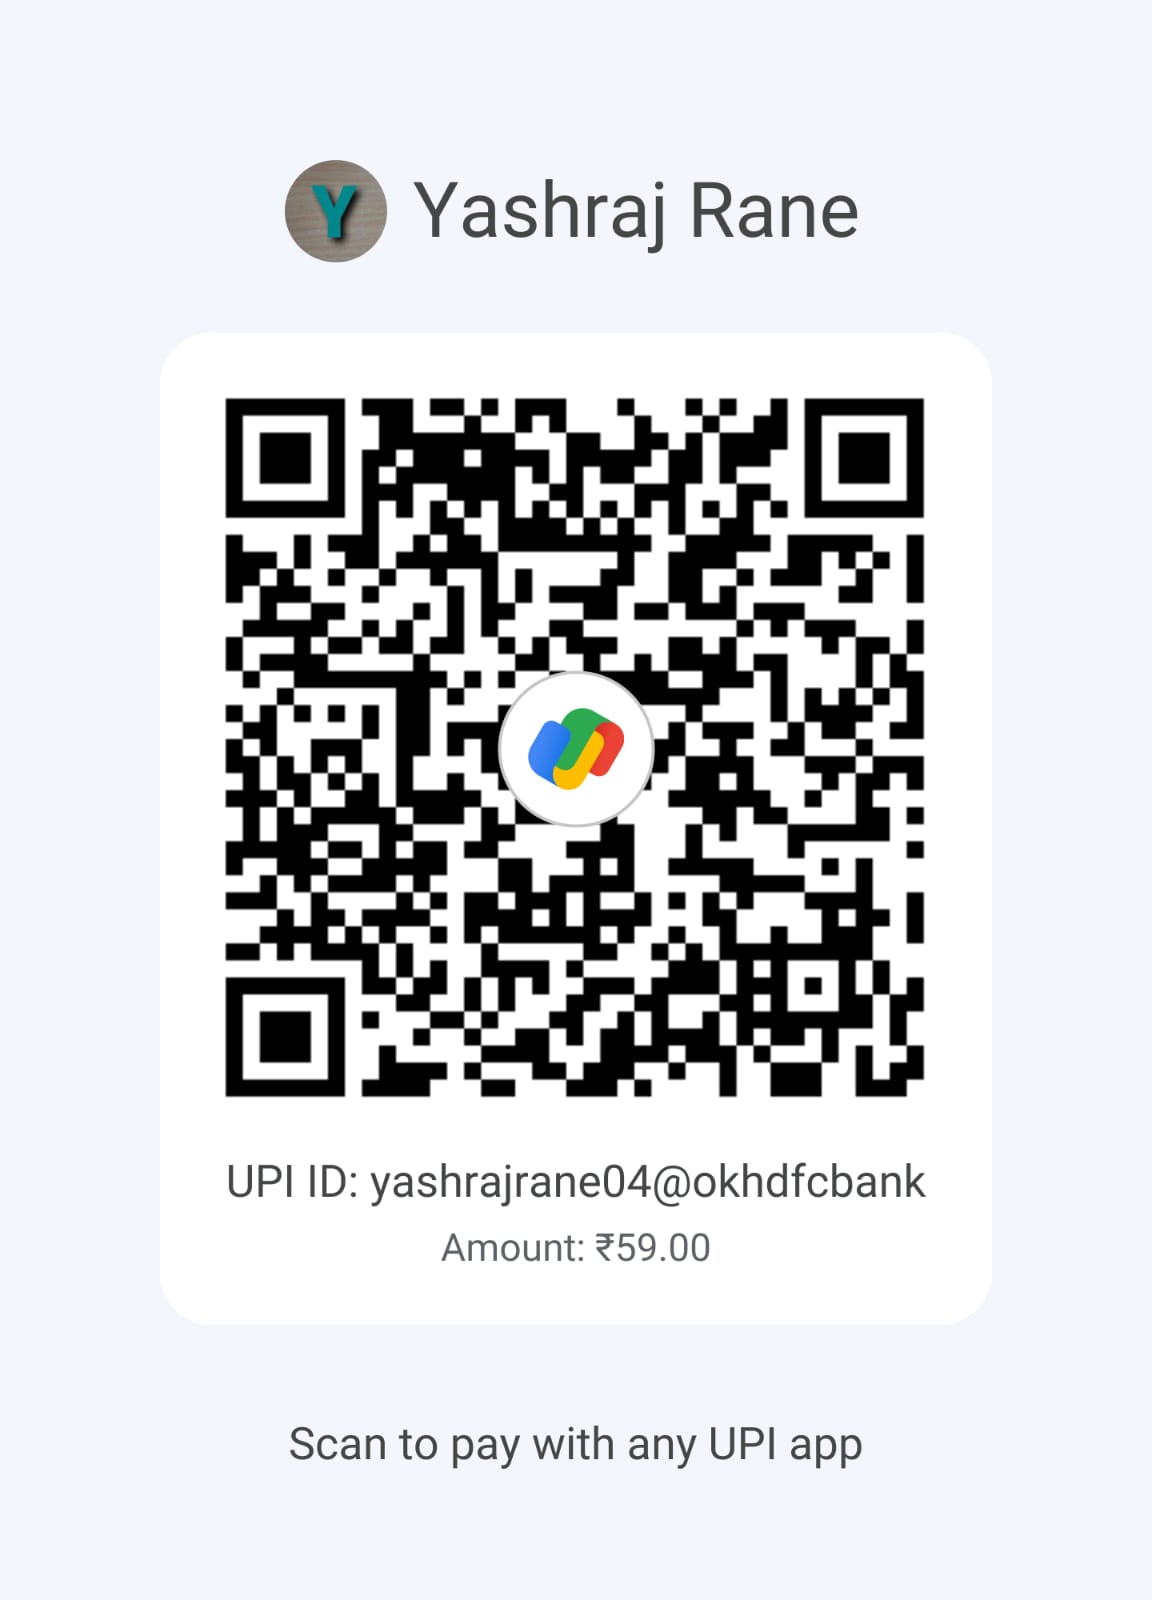 Y Yashraj Rane
UPI ID: yashrajrane04@okhdfcbank
Amount: ₹59.00
Scan to pay with any UPI app